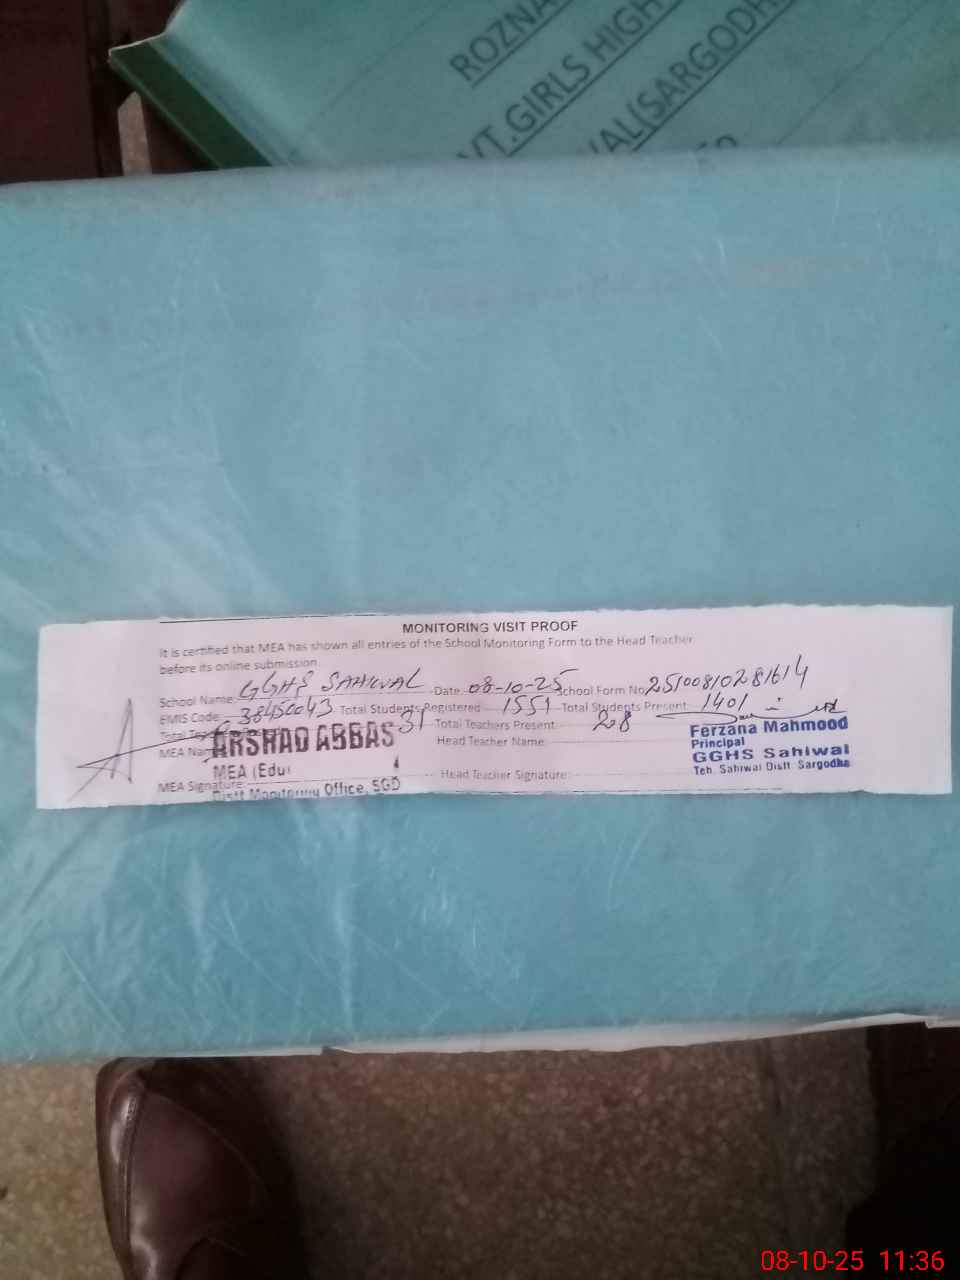 ROZNA
VT.GIRLS HIGH
WAL(SARGODH
MONITORING VISIT PROOF
It is certified that MEA has shown all entries of the School Monitoring Form to the Head Teacher
before its online submission.
School Name: GGHS SAHIWAL Date 08-10-25 School Form No 25100810281614
EMIS Code: 38450043 Total Students Registered 1551 Total Students Present 1401
31 Total Teachers Present: 28
MEA Nam ARSHAD ABBAS Head Teacher Name:
MEA (Edu
MEA Signature: Head Teacher Signature:
Distt Monitoring Office, SGD
Ferzana Mahmood
Principal
GGHS Sahiwal
Teh. Sahiwal Distt. Sargodha
08-10-25 11:36